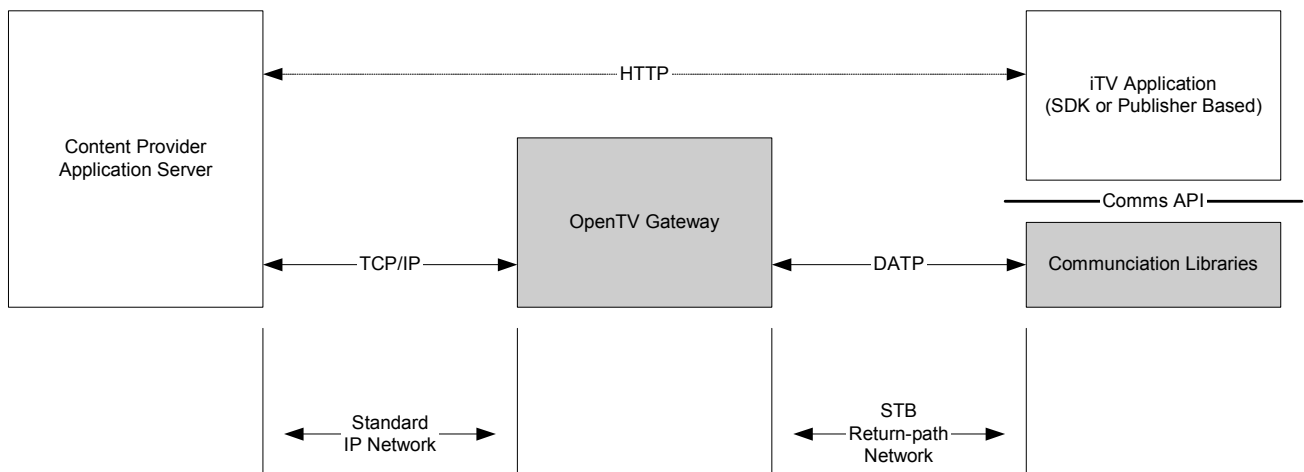 HTTP
iTV Application
(SDK or Publisher Based)
Content Provider
Application Server
Comms API
OpenTV Gateway
TCP/IP
DATP
Communciation Libraries
Standard
IP Network
STB
Return-path
Network